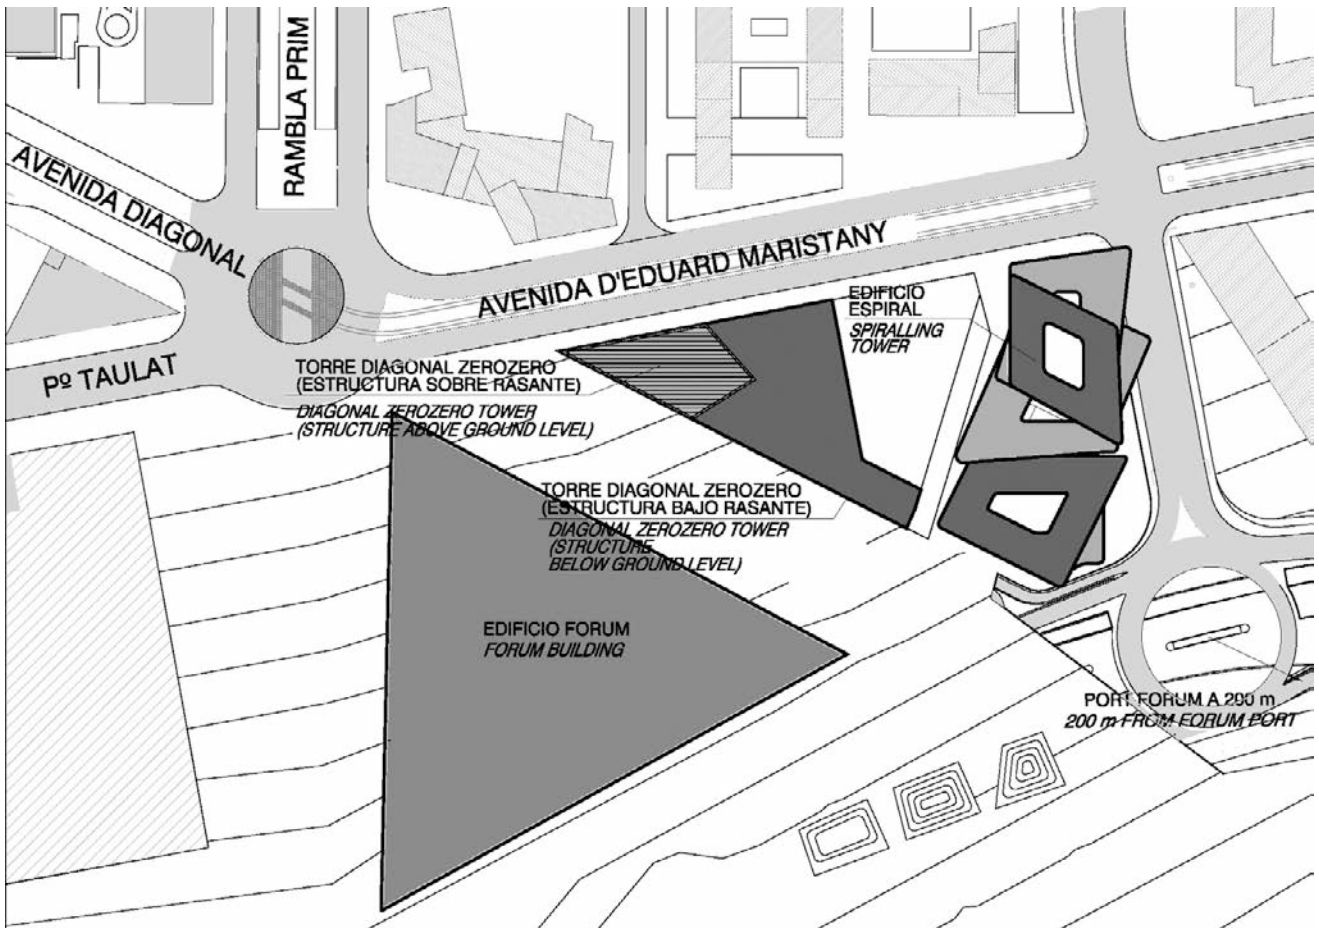 RAMBLA PRIM
AVENIDA DIAGONAL
AVENIDA D'EDUARD MARISTANY
Pº TAULAT
EDIFICIO
ESPIRAL
SPIRALLING
TOWER
TORRE DIAGONAL ZEROZERO
(ESTRUCTURA SOBRE RASANTE)
DIAGONAL ZEROZERO TOWER
(STRUCTURE ABOVE GROUND LEVEL)
TORRE DIAGONAL ZEROZERO
(ESTRUCTURA BAJO RASANTE)
DIAGONAL ZEROZERO TOWER
(STRUCTURE
BELOW GROUND LEVEL)
EDIFICIO FORUM
FORUM BUILDING
PORT FORUM A 200 m
200 m FROM FORUM PORT